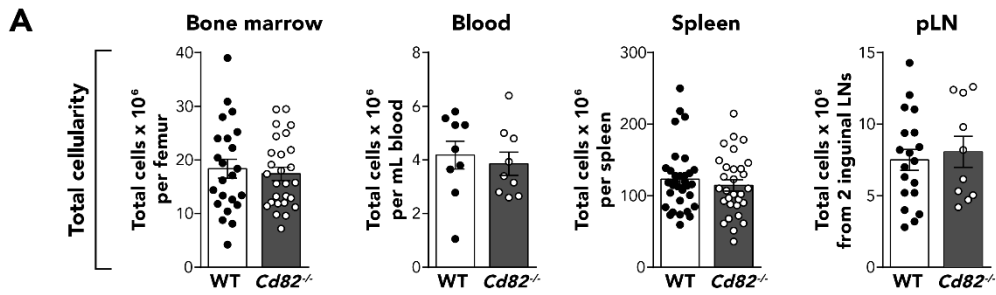 A
Bone marrow
Blood
Spleen
pLN
Total cellularity
Total cells x 10⁶
per femur
40
30
20
10
0
WT Cd82⁻/⁻
Total cells x 10⁶
per mL blood
8
6
4
2
0
WT Cd82⁻/⁻
Total cells x 10⁶
per spleen
300
200
100
0
WT Cd82⁻/⁻
Total cells x 10⁶
from 2 inguinal LNs
15
10
5
0
WT Cd82⁻/⁻